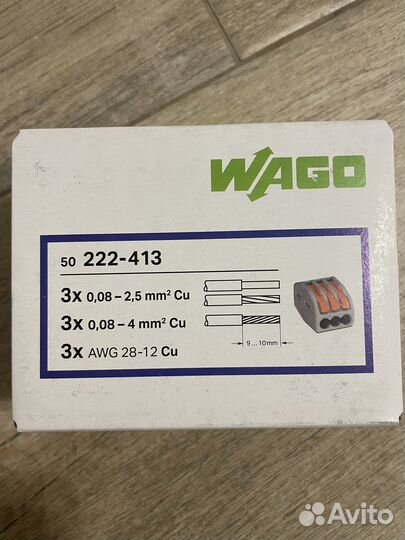 WAGO
50 222-413
3x 0,08 – 2,5 mm² Cu
3x 0,08 – 4 mm² Cu
3x AWG 28-12 Cu
9 ... 10mm
Avito